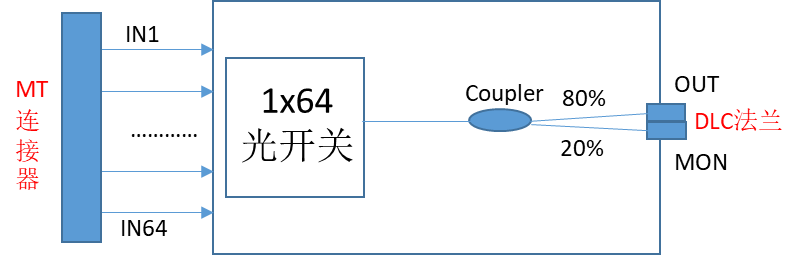 IN1
MT
连
接
器
…………
IN64
1x64
光开关
Coupler
80%
20%
OUT
DLC法兰
MON